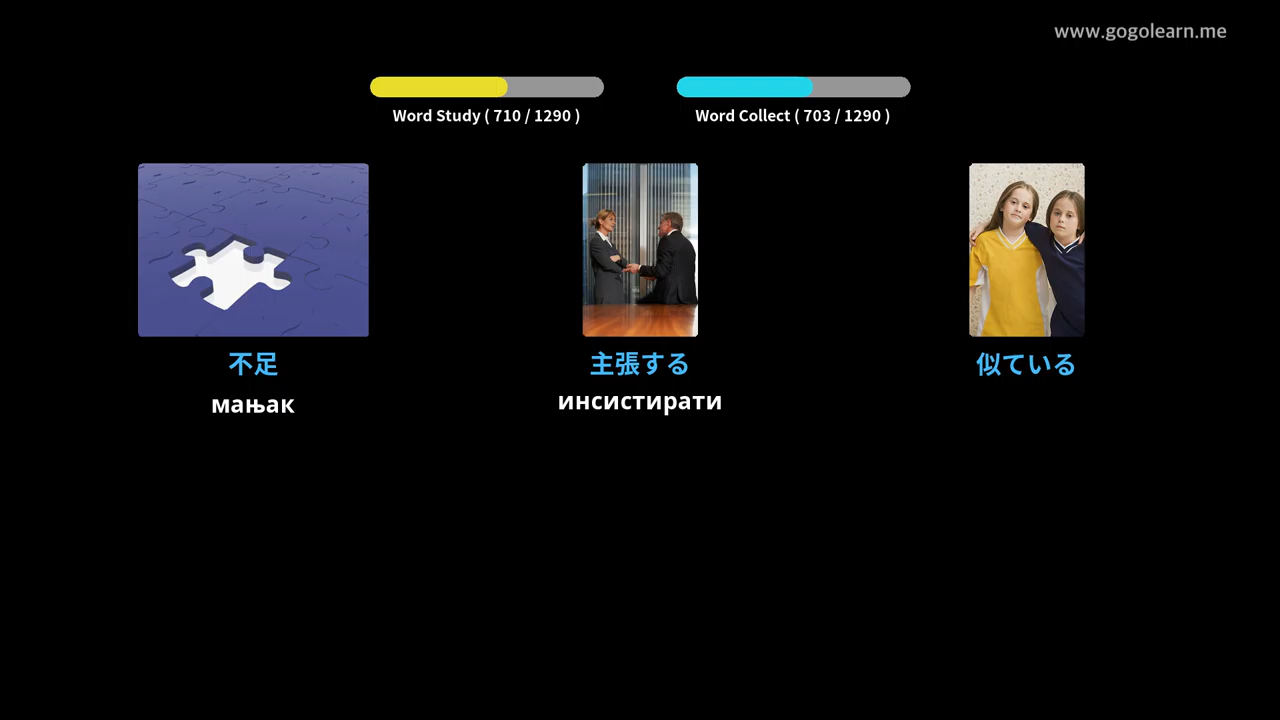 www.gogolearn.me
Word Study ( 710 / 1290 )
Word Collect ( 703 / 1290 )
不足
主張する
似ている
мањак
инсистирати